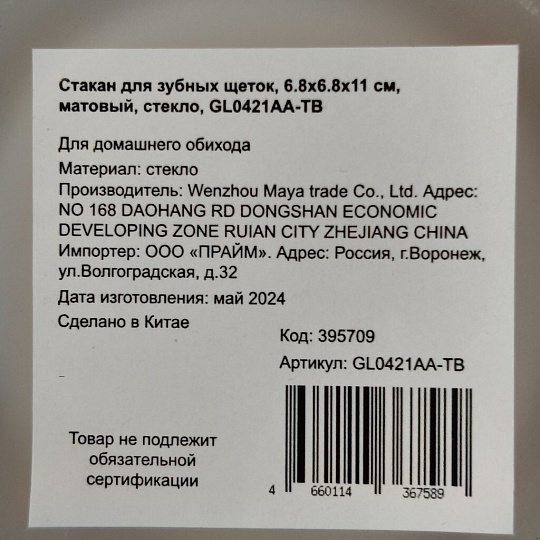 Стакан для зубных щеток, 6.8х6.8х11 см,
матовый, стекло, GL0421AA-TB
Для домашнего обихода
Материал: стекло
Производитель: Wenzhou Maya trade Co., Ltd. Адрес:
NO 168 DAOHANG RD DONGSHAN ECONOMIC
DEVELOPING ZONE RUIAN CITY ZHEJIANG CHINA
Импортер: ООО «ПРАЙМ». Адрес: Россия, г.Воронеж,
ул.Волгоградская, д.32
Дата изготовления: май 2024
Сделано в Китае
Код: 395709
Артикул: GL0421AA-TB
Товар не подлежит
обязательной
сертификации
4 660114 367589